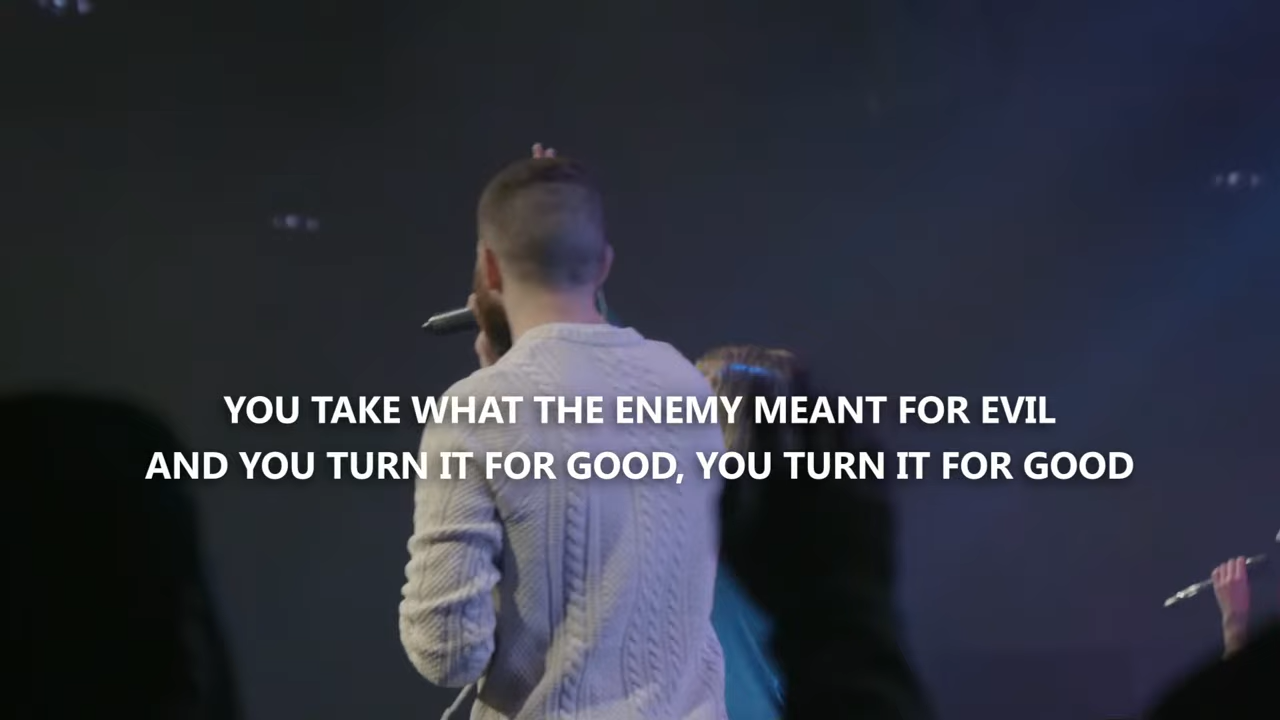 YOU TAKE WHAT THE ENEMY MEANT FOR EVIL
AND YOU TURN IT FOR GOOD, YOU TURN IT FOR GOOD